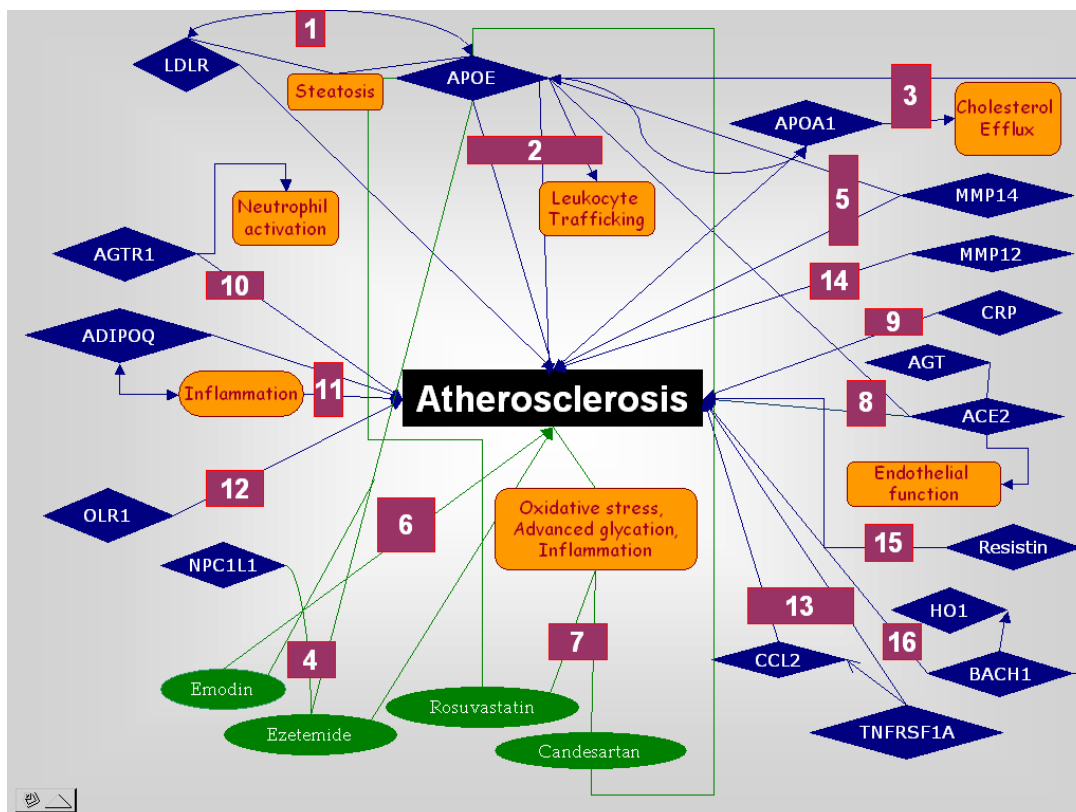 1
LDLR
APOE
Steatosis
3
Cholesterol
Efflux
APOA1
2
Leukocyte
Trafficking
5
MMP14
Neutrophil
activation
AGTR1
10
MMP12
14
CRP
9
ADIPOQ
AGT
Inflammation
11
Atherosclerosis
8
ACE2
Endothelial
function
12
OLR1
6
Oxidative stress,
Advanced glycation,
Inflammation
15
Resistin
NPC1L1
13
HO1
7
16
4
CCL2
BACH1
Emodin
Rosuvastatin
Ezetemide
TNFRSF1A
Candesartan